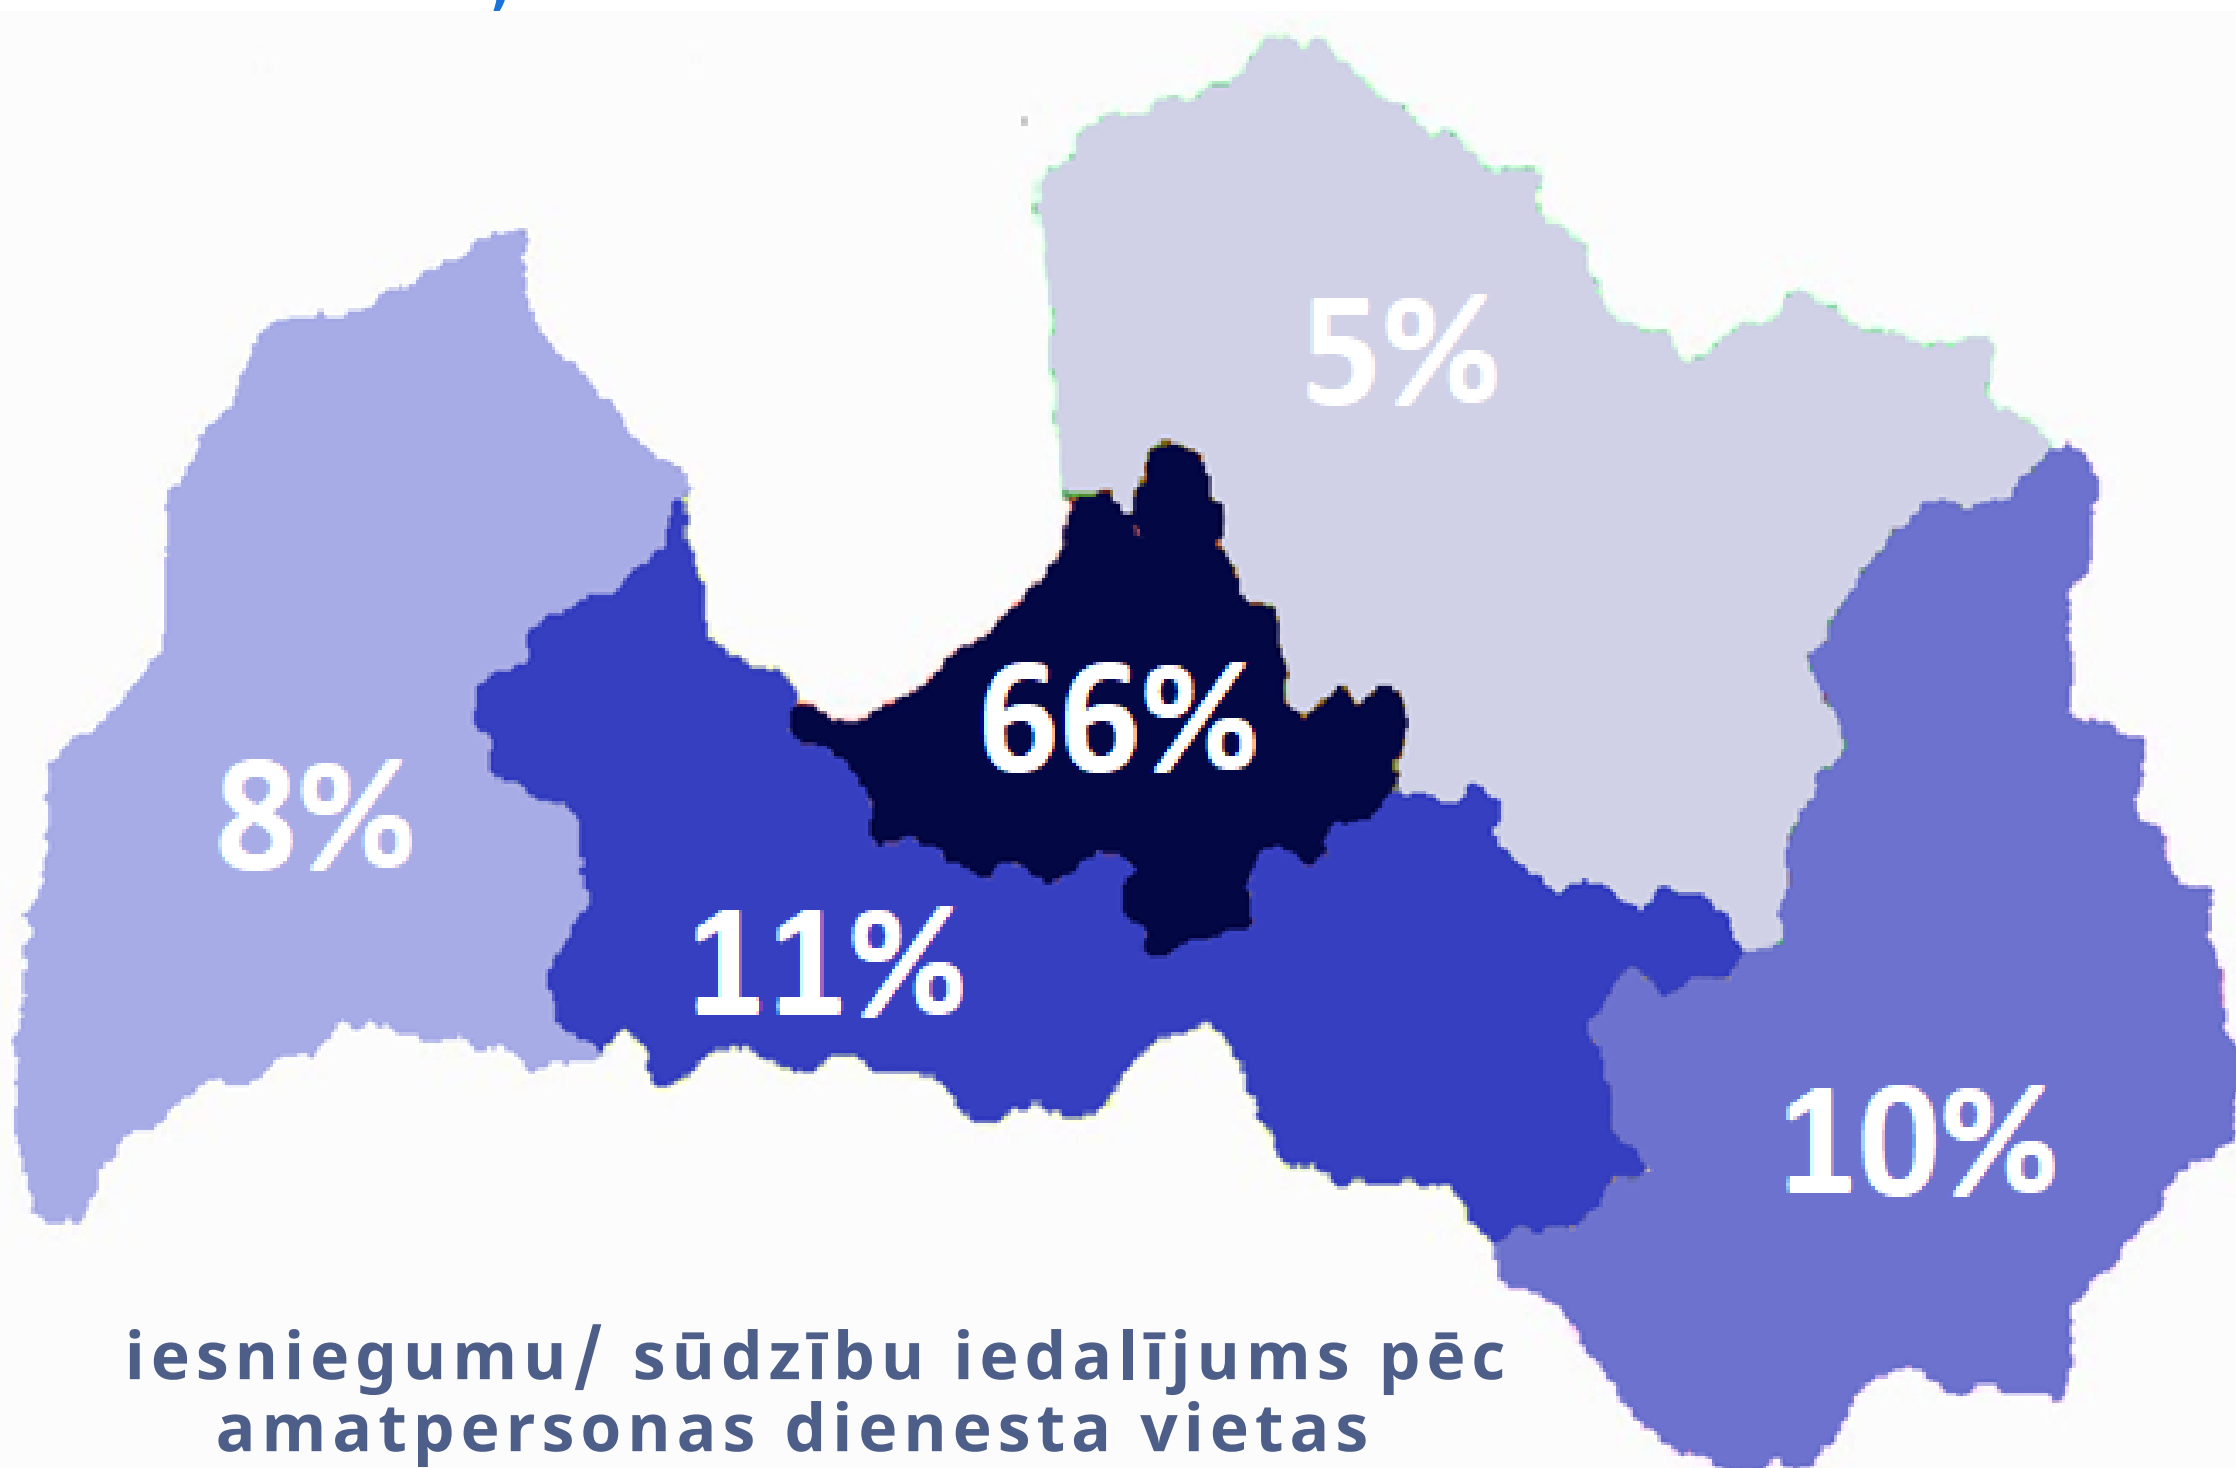 5%
66%
8%
11%
10%
iesniegumu/ sūdzību iedalījums pēc
amatpersonas dienesta vietas